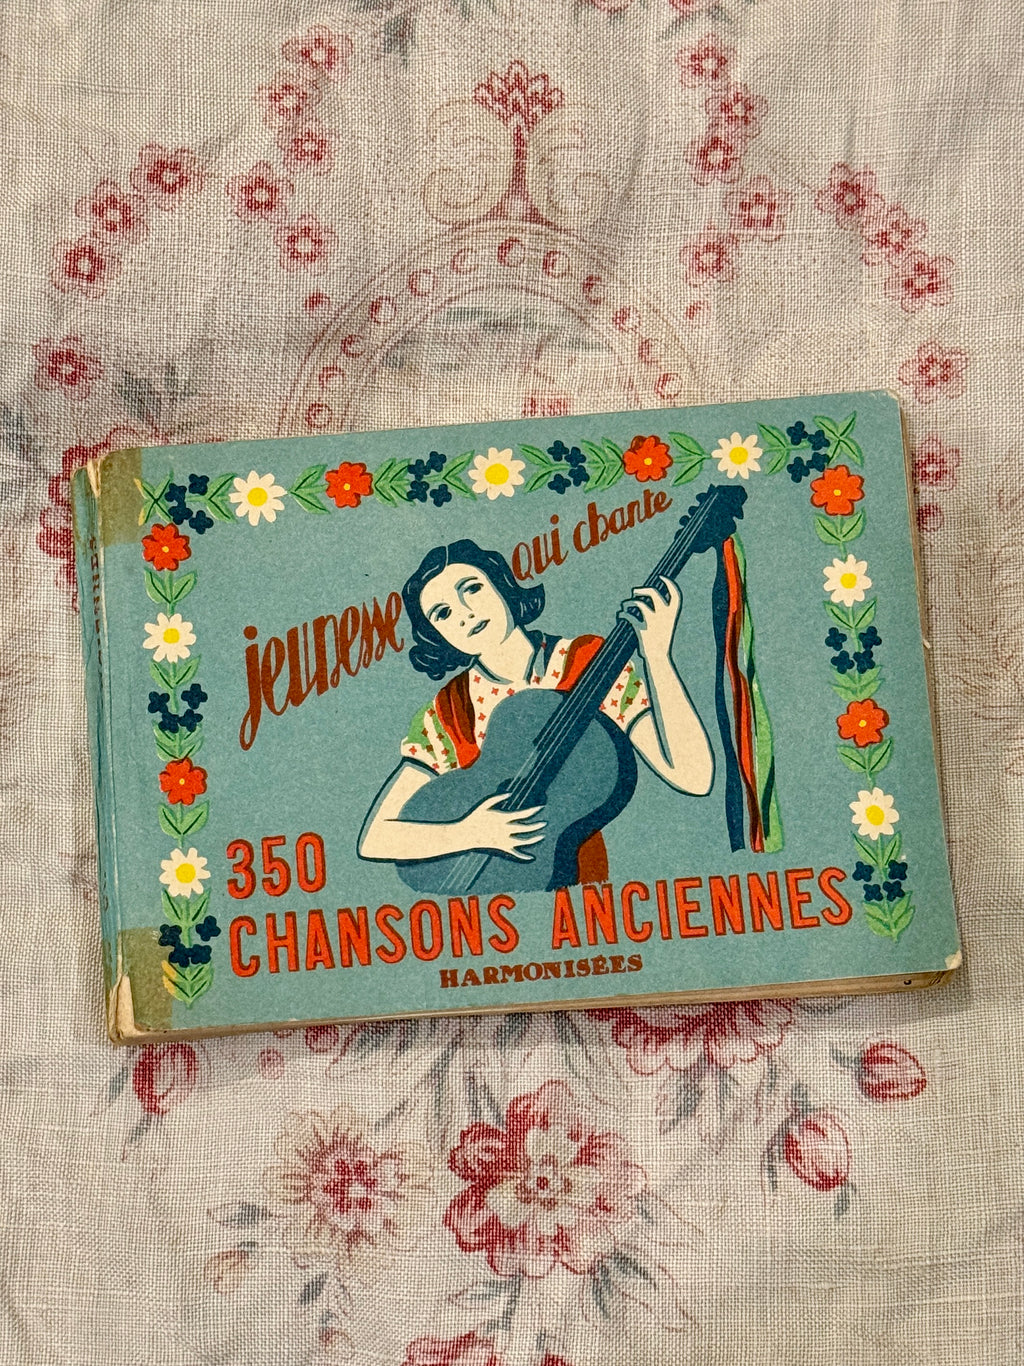 jeunesse qui chante
350
CHANSONS ANCIENNES
HARMONISÉES